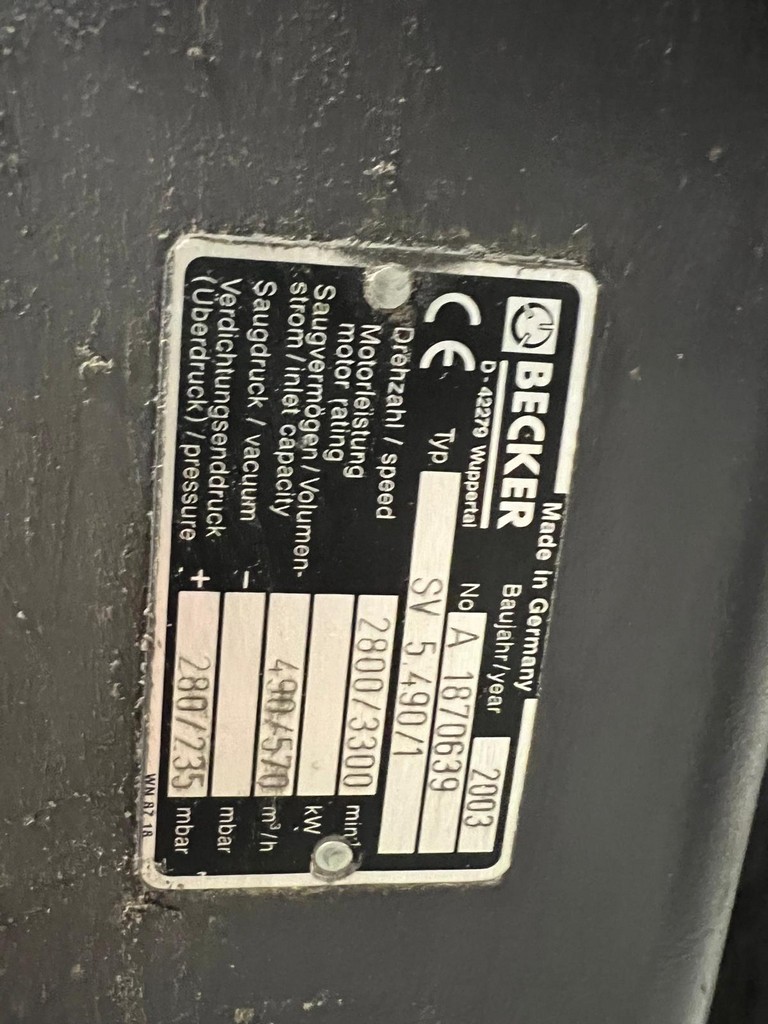 BECKER
D-42279 Wuppertal
Made in Germany
Baujahr/year 2003
No A 1870639
CE Typ SV 5.490/1
Drehzahl / speed 2800/3300 min⁻¹
Motorleistung
motor rating kW
Saugvermögen / Volumen-
strom / inlet capacity 490/570 m³/h
Saugdruck / vacuum − mbar
Verdichtungsenddruck
(Überdruck) / pressure + 280/235 mbar
WN 87 18